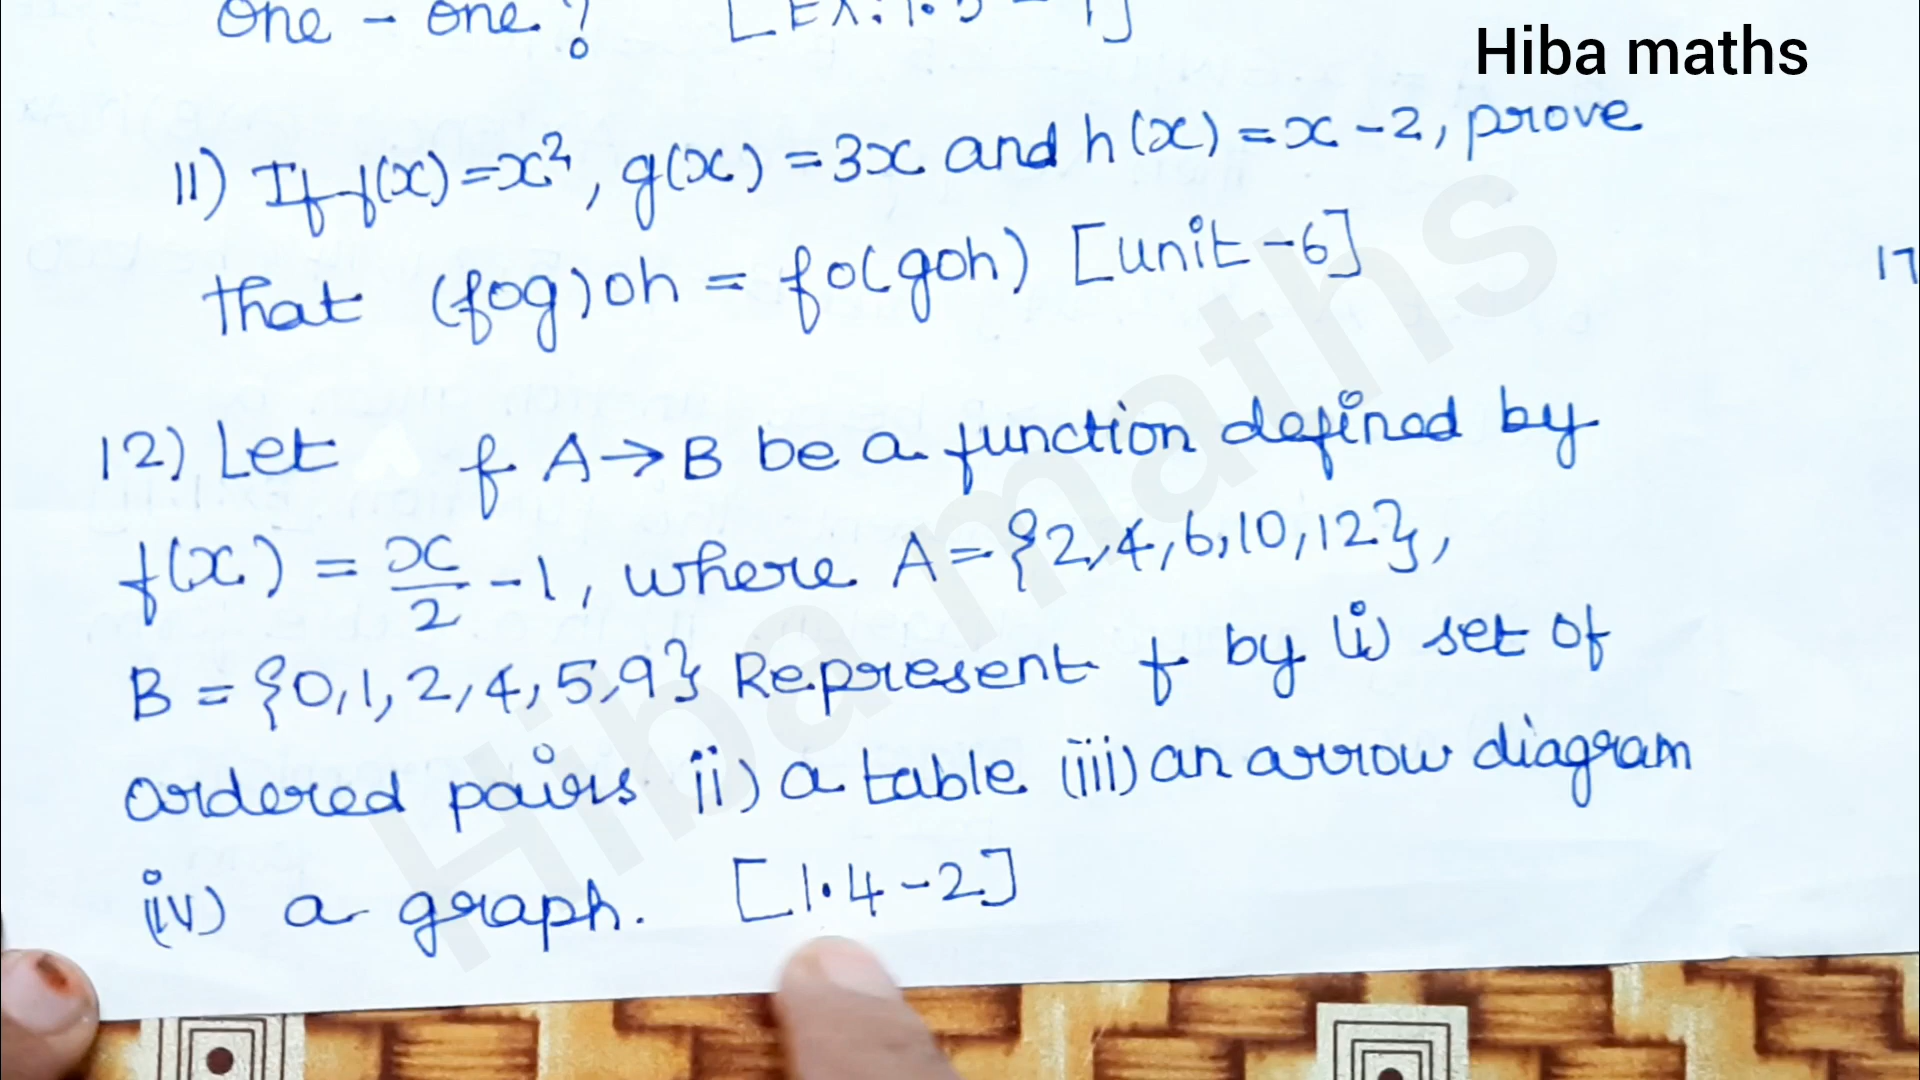 one - one?
Hiba maths
11) If f(x) = x², g(x) = 3x and h(x) = x - 2, prove
that (fog)oh = fo(goh) [unit - 6]
17
12) Let f A → B be a function defined by
f(x) = x/2 - 1, where A = {2, 4, 6, 10, 12},
B = {0, 1, 2, 4, 5, 9} Represent f by (i) set of
ordered pairs ii) a table (iii) an arrow diagram
(iv) a graph. [1.4 - 2]
Hiba maths